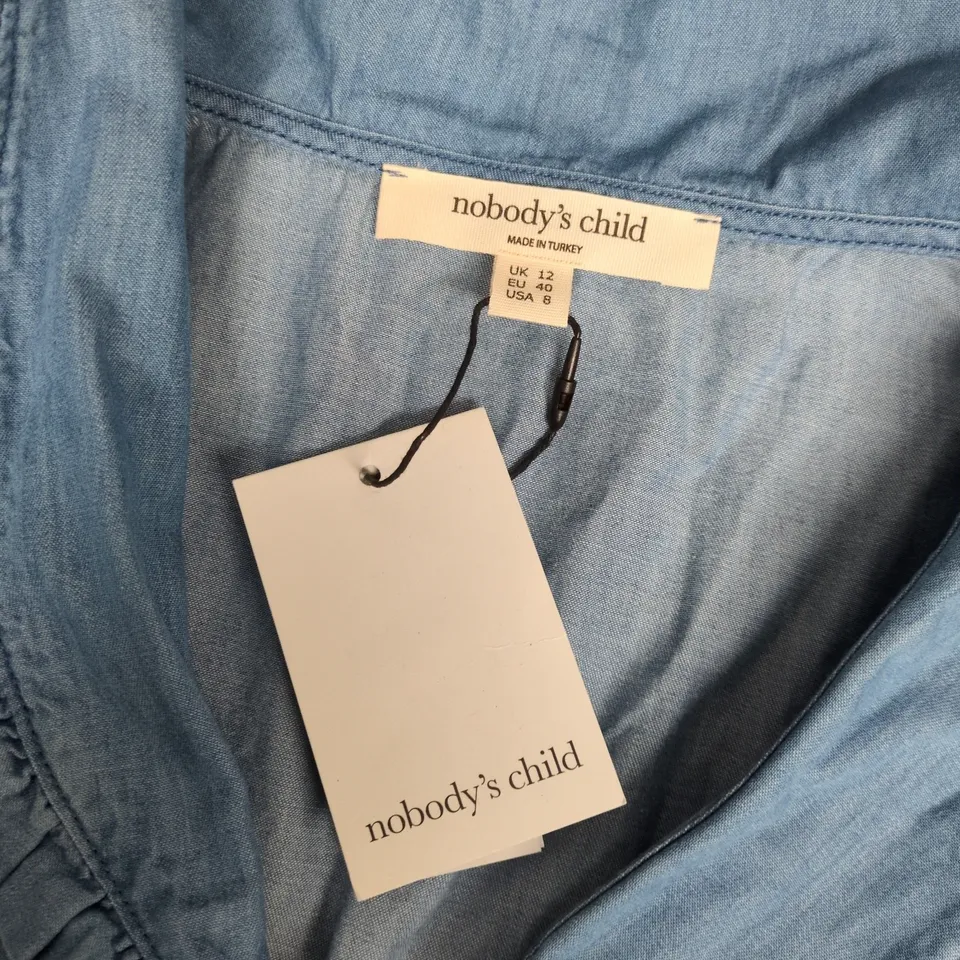 nobody's child
MADE IN TURKEY
UK 12
EU 40
USA 8
nobody's child